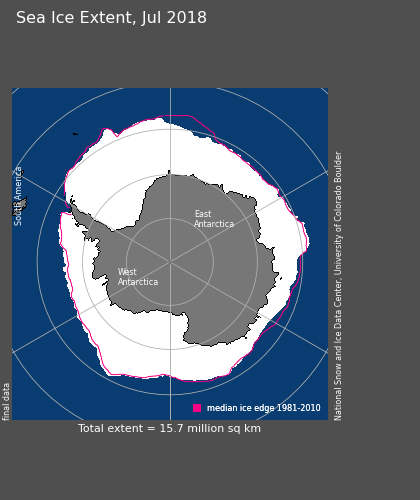 Sea Ice Extent, Jul 2018
South America
East
Antarctica
West
Antarctica
National Snow and Ice Data Center, University of Colorado Boulder
final data
median ice edge 1981-2010
Total extent = 15.7 million sq km